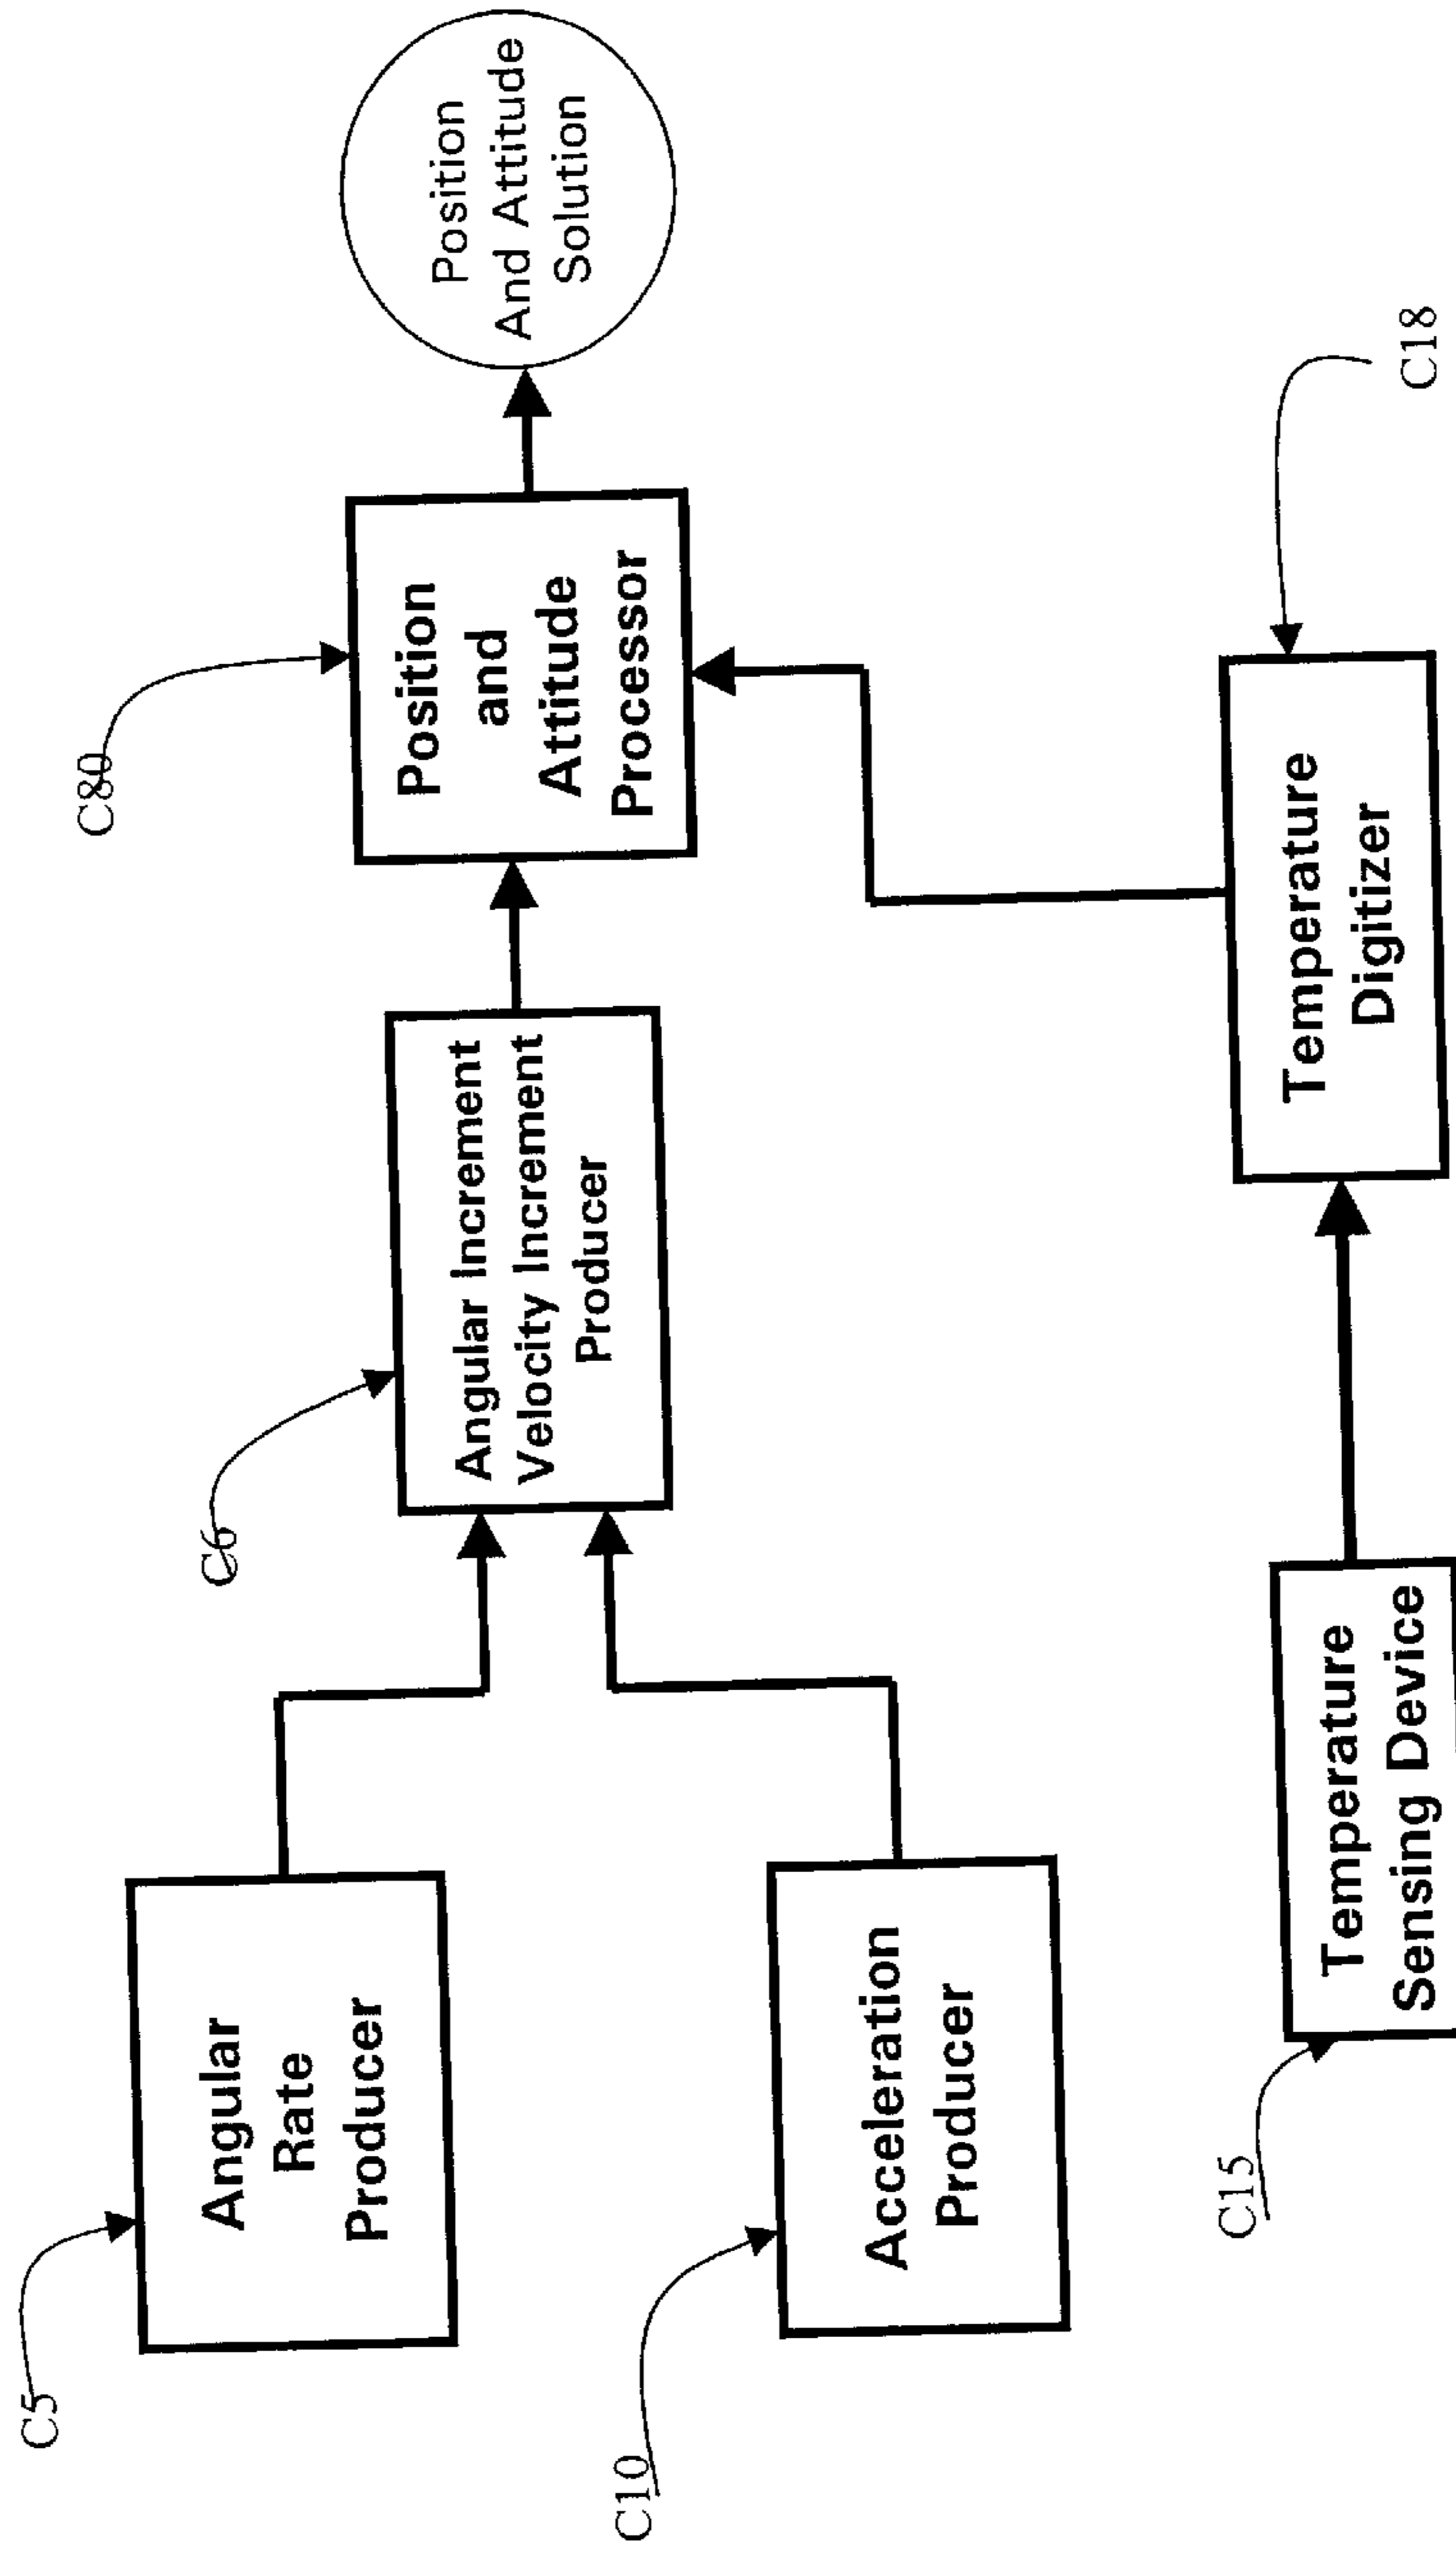 C5
Angular
Rate
Producer
C10
Acceleration
Producer
C15
Temperature
Sensing Device
C6
Angular Increment
Velocity Increment
Producer
C18
Temperature
Digitizer
C80
Position
and
Attitude
Processor
Position
And Attitude
Solution